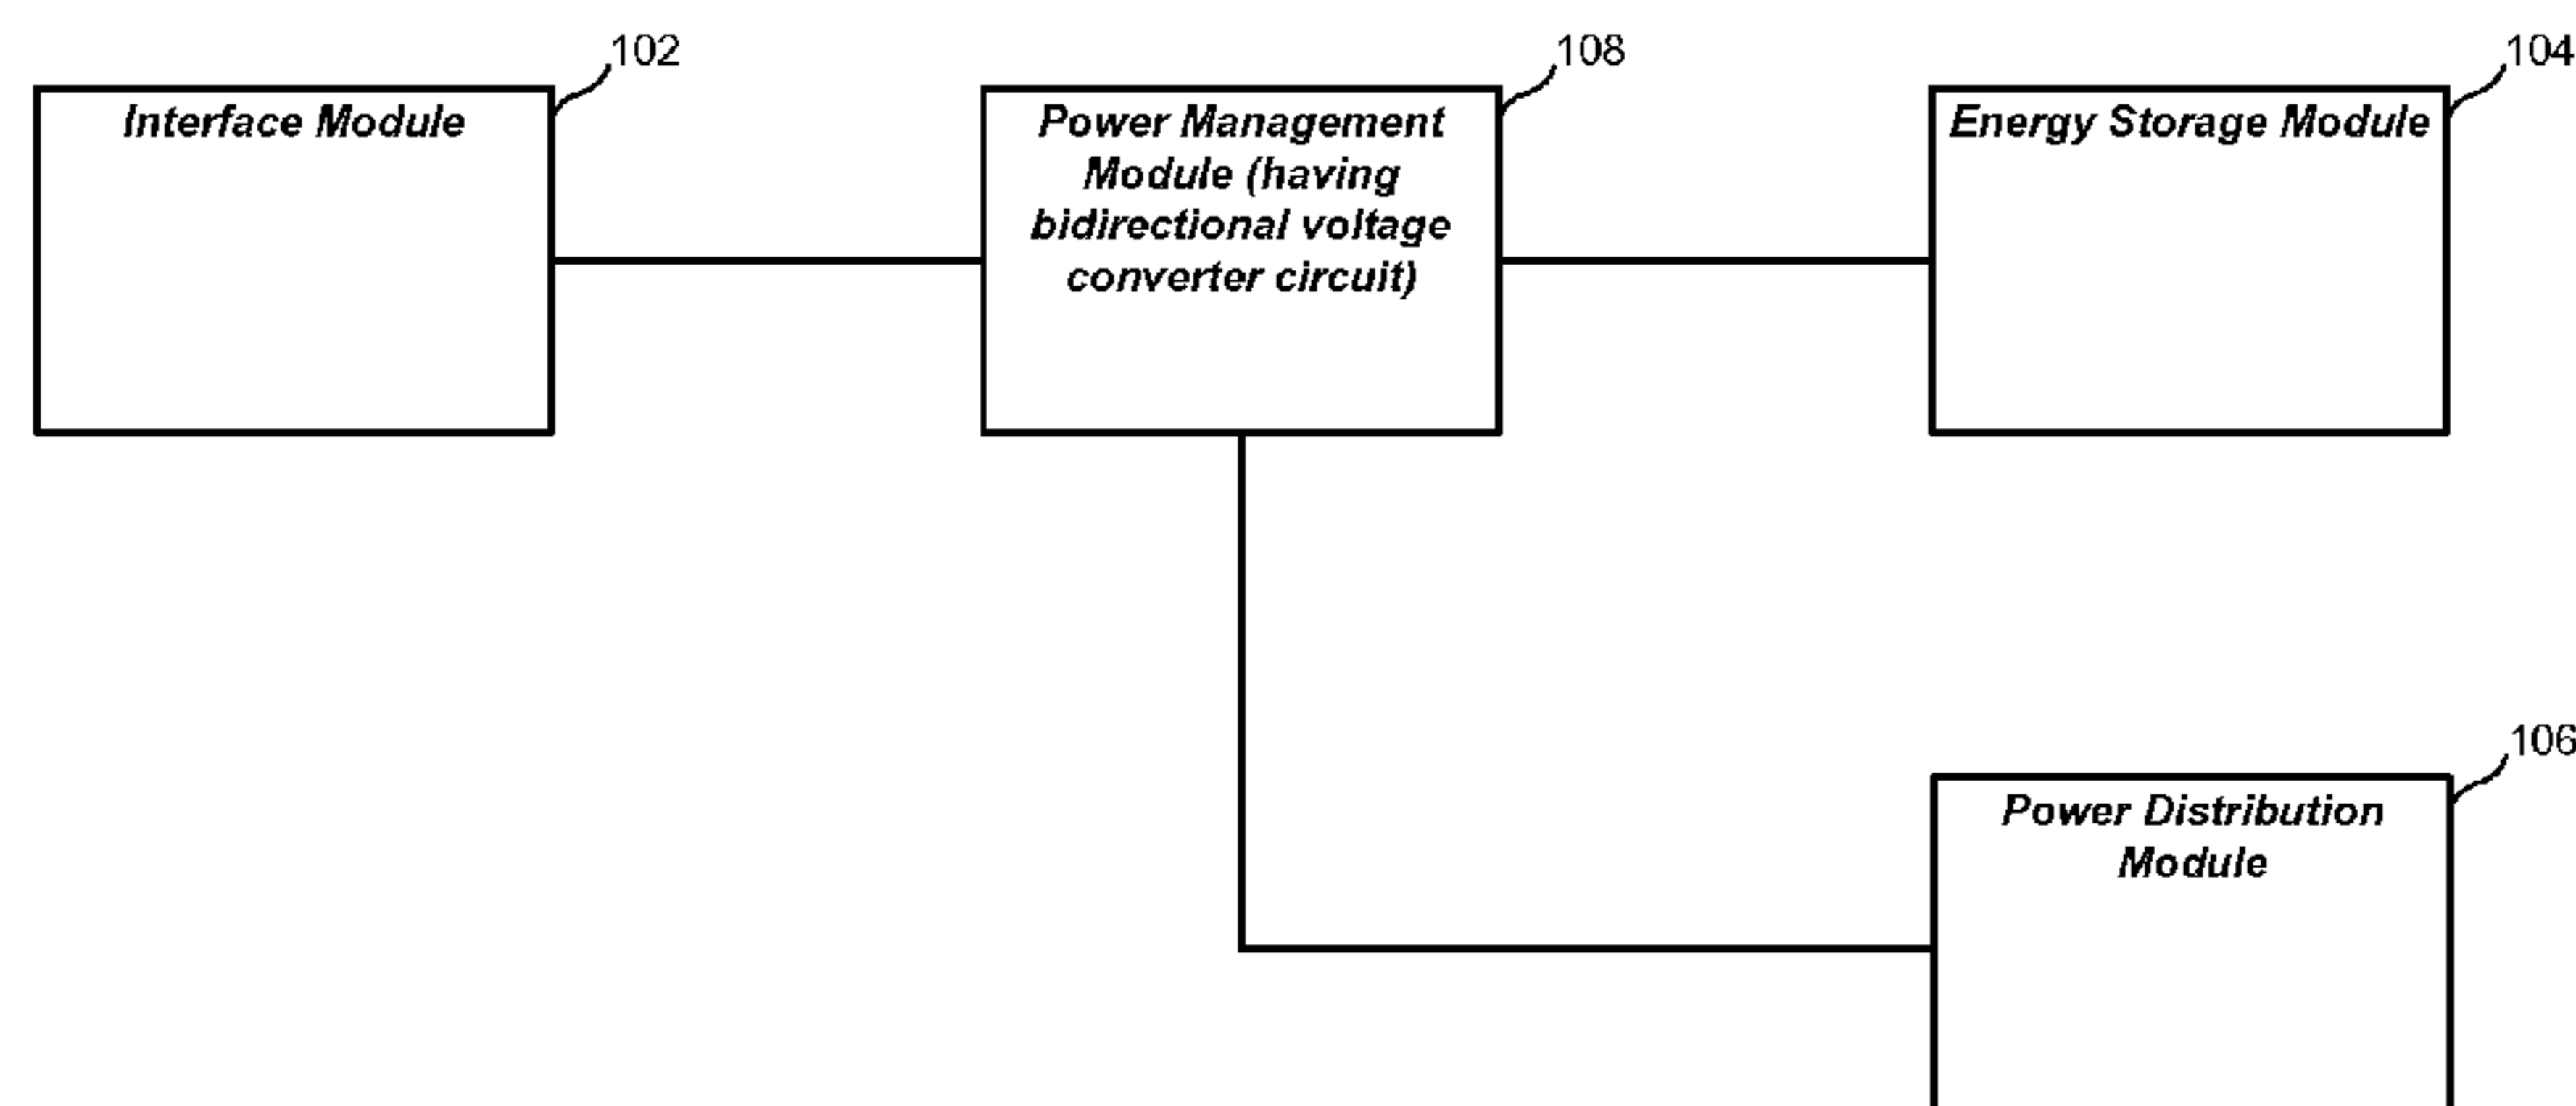 102
Interface Module
108
Power Management
Module (having
bidirectional voltage
converter circuit)
104
Energy Storage Module
106
Power Distribution
Module